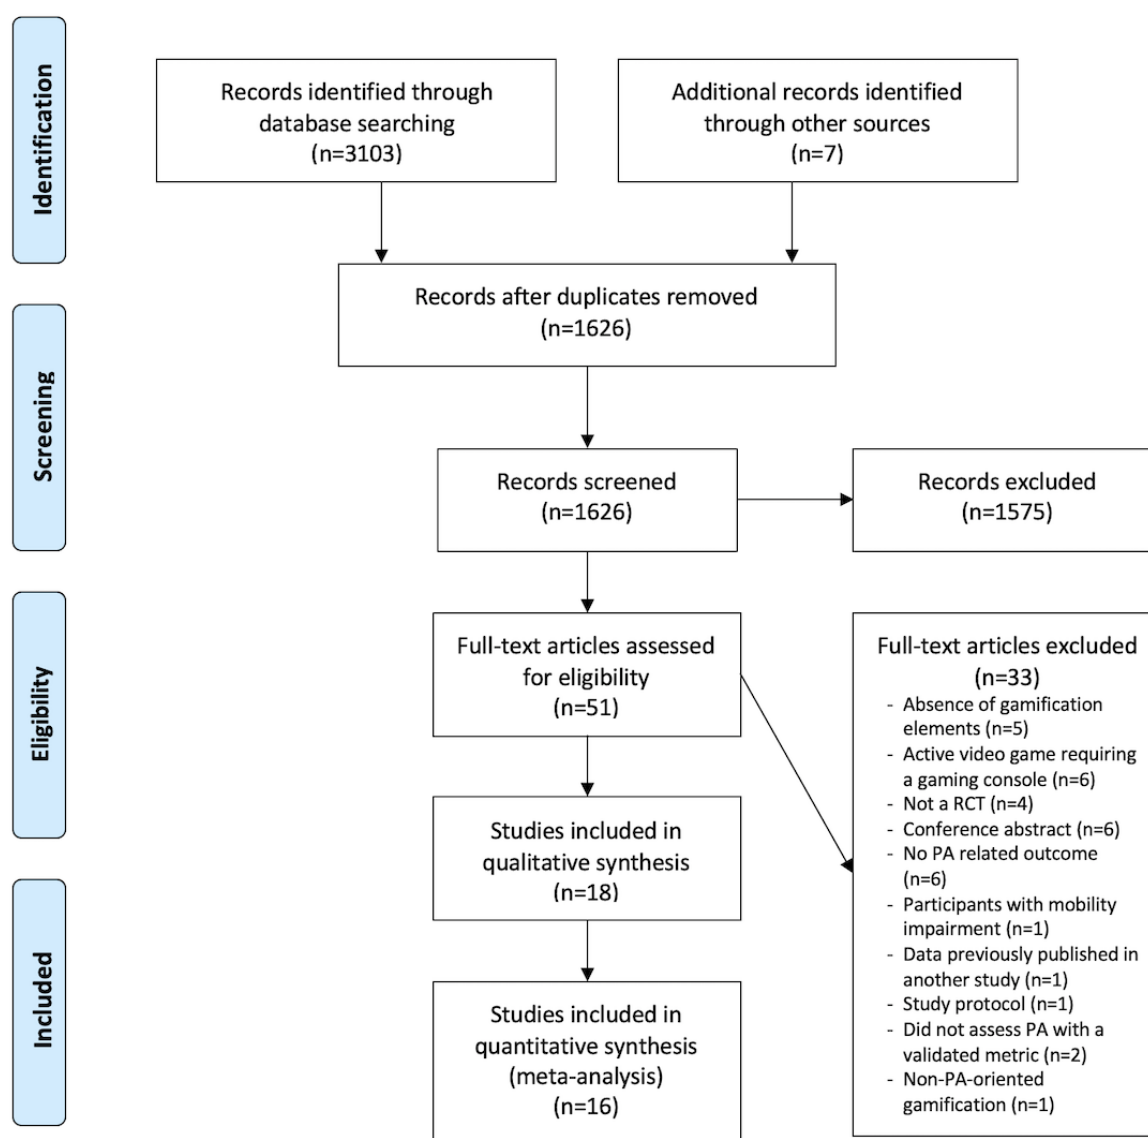 Identification
Records identified through
database searching
(n=3103)
Additional records identified
through other sources
(n=7)
Records after duplicates removed
(n=1626)
Screening
Records screened
(n=1626)
Records excluded
(n=1575)
Eligibility
Full-text articles assessed
for eligibility
(n=51)
Full-text articles excluded
(n=33)
- Absence of gamification
elements (n=5)
- Active video game requiring
a gaming console (n=6)
- Not a RCT (n=4)
- Conference abstract (n=6)
- No PA related outcome
(n=6)
- Participants with mobility
impairment (n=1)
- Data previously published in
another study (n=1)
- Study protocol (n=1)
- Did not assess PA with a
validated metric (n=2)
- Non-PA-oriented
gamification (n=1)
Studies included in
qualitative synthesis
(n=18)
Included
Studies included in
quantitative synthesis
(meta-analysis)
(n=16)